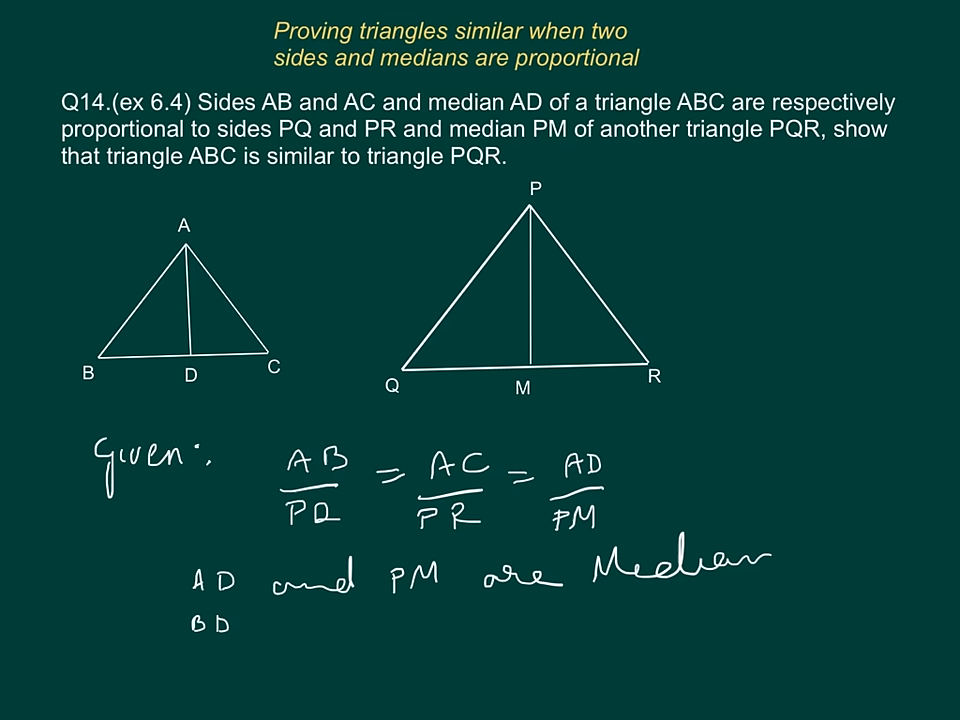 Proving triangles similar when two
sides and medians are proportional
Q14.(ex 6.4) Sides AB and AC and median AD of a triangle ABC are respectively
proportional to sides PQ and PR and median PM of another triangle PQR, show
that triangle ABC is similar to triangle PQR.
P
A
B
D
C
Q
M
R
Given:.
AB/PQ = AC/PR = AD/PM
AD and PM are Median
BD